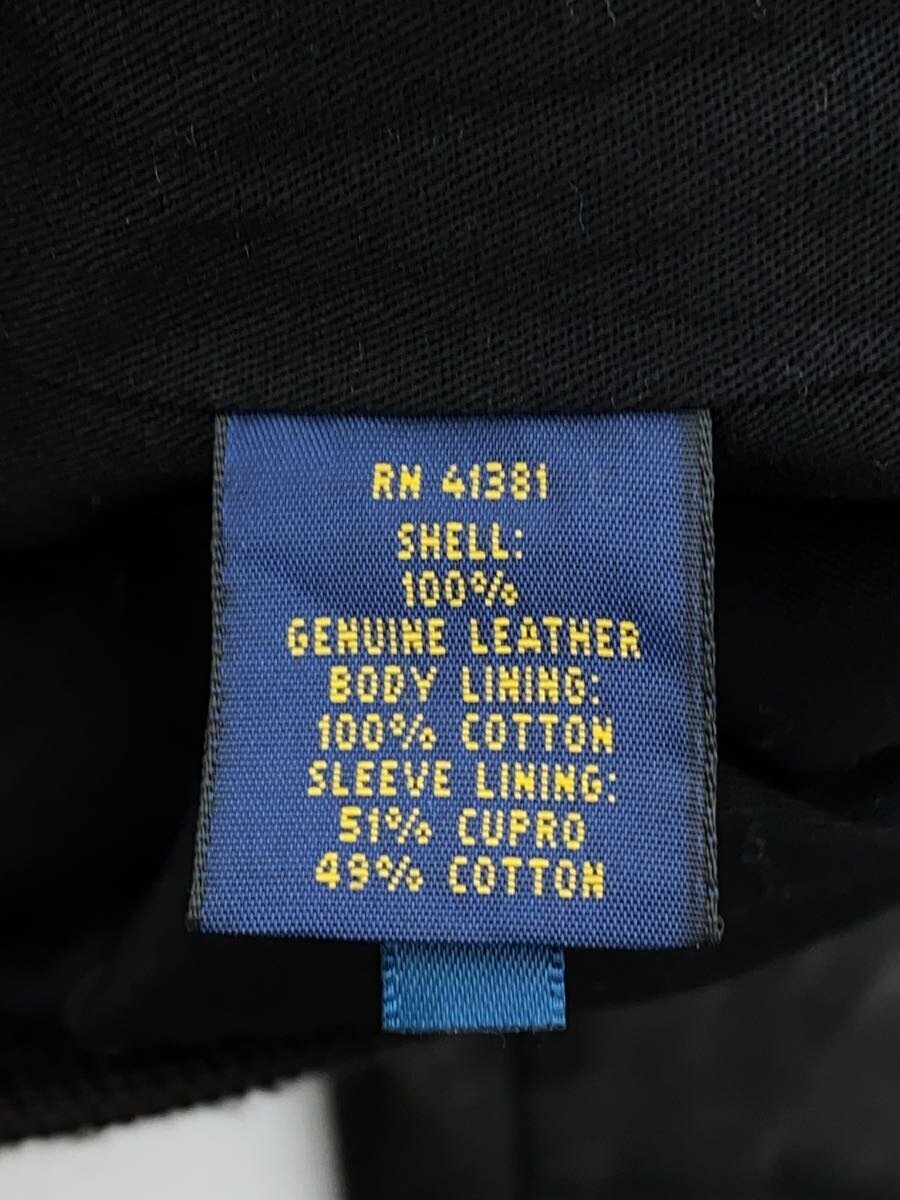 RN 41381
SHELL:
100%
GENUINE LEATHER
BODY LINING:
100% COTTON
SLEEVE LINING:
51% CUPRO
49% COTTON